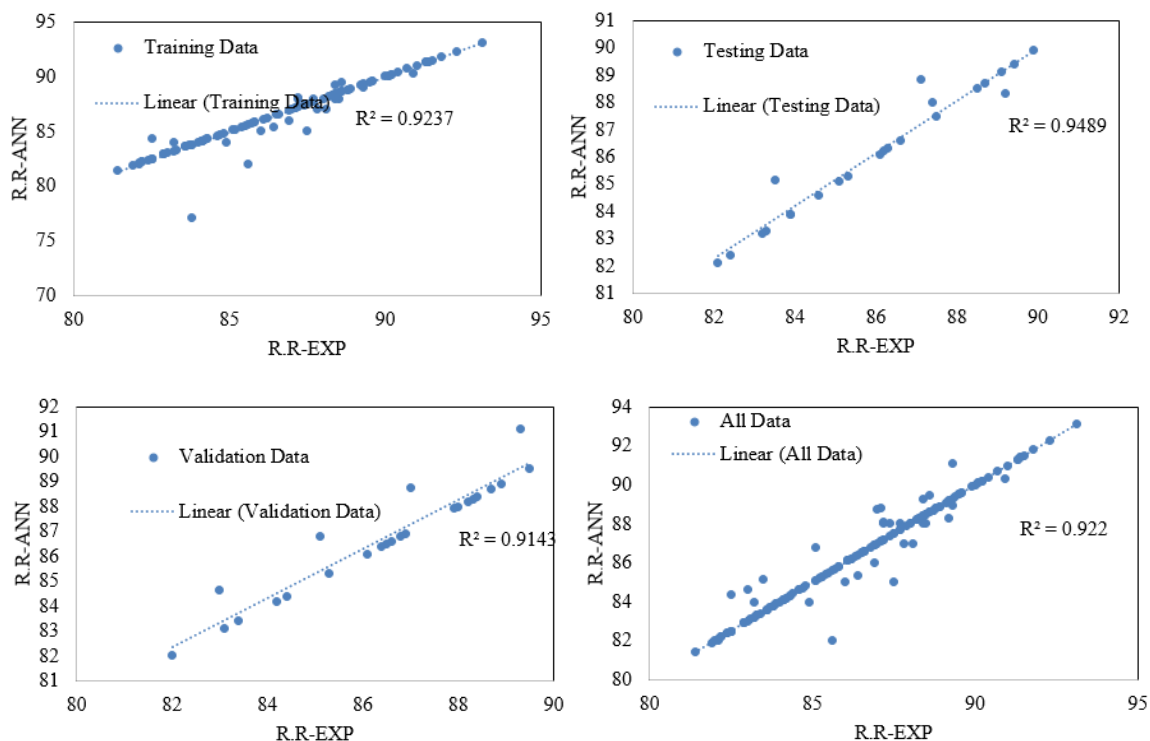 95
90
85
80
75
70
R.R-ANN
Training Data
Linear (Training Data)
R² = 0.9237
80 85 90 95
R.R-EXP
91
90
89
88
87
86
85
84
83
82
81
R.R-ANN
Testing Data
Linear (Testing Data)
R² = 0.9489
80 82 84 86 88 90 92
R.R-EXP
92
91
90
89
88
87
86
85
84
83
82
81
R.R-ANN
Validation Data
Linear (Validation Data)
R² = 0.9143
80 82 84 86 88 90
R.R-EXP
94
92
90
88
86
84
82
80
R.R-ANN
All Data
Linear (All Data)
R² = 0.922
80 85 90 95
R.R-EXP